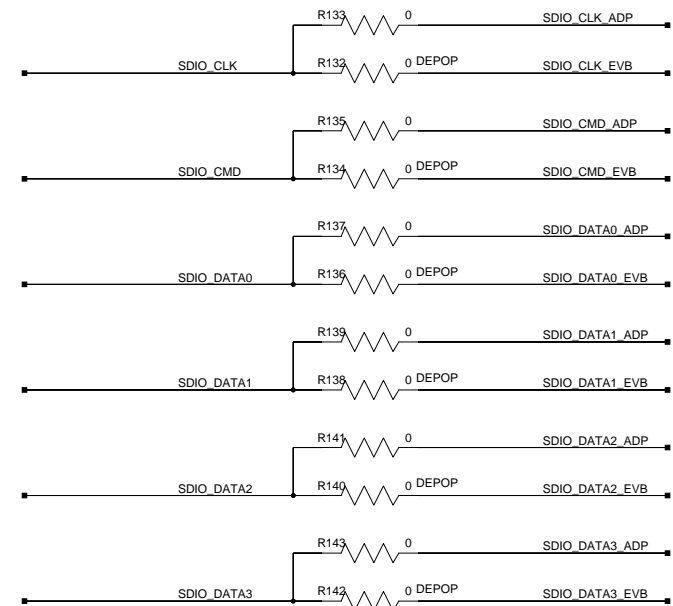 R133 0 SDIO_CLK_ADP
SDIO_CLK R132 0 DEPOP SDIO_CLK_EVB
R135 0 SDIO_CMD_ADP
SDIO_CMD R134 0 DEPOP SDIO_CMD_EVB
R137 0 SDIO_DATA0_ADP
SDIO_DATA0 R136 0 DEPOP SDIO_DATA0_EVB
R139 0 SDIO_DATA1_ADP
SDIO_DATA1 R138 0 DEPOP SDIO_DATA1_EVB
R141 0 SDIO_DATA2_ADP
SDIO_DATA2 R140 0 DEPOP SDIO_DATA2_EVB
R143 0 SDIO_DATA3_ADP
SDIO_DATA3 R142 0 DEPOP SDIO_DATA3_EVB